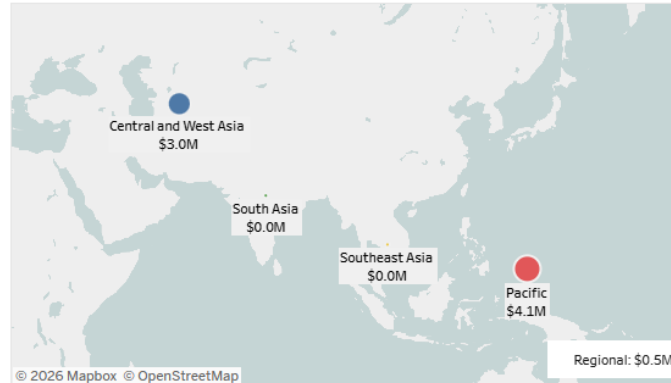 Central and West Asia
$3.0M
South Asia
$0.0M
Southeast Asia
$0.0M
Pacific
$4.1M
Regional: $0.5M
© 2026 Mapbox © OpenStreetMap